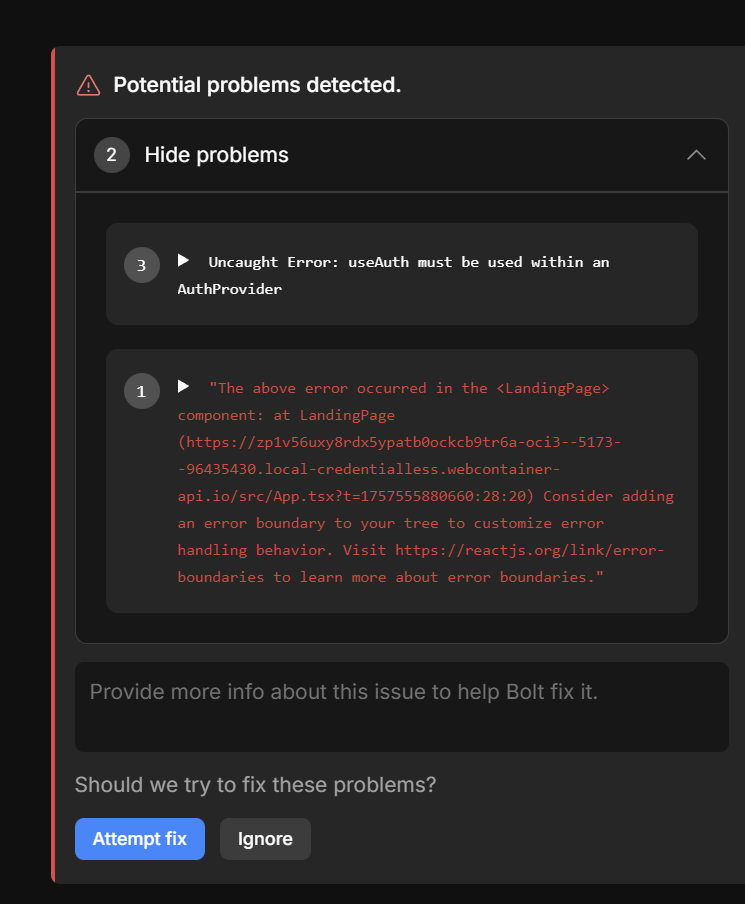 Potential problems detected.
2 Hide problems
3 Uncaught Error: useAuth must be used within an
AuthProvider
1 "The above error occurred in the <LandingPage>
component: at LandingPage
(https://zp1v56uxy8rdx5ypatb0ockcb9tr6a-oci3--5173-
-96435430.local-credentialless.webcontainer-
api.io/src/App.tsx?t=1757555880660:28:20) Consider adding
an error boundary to your tree to customize error
handling behavior. Visit https://reactjs.org/link/error-
boundaries to learn more about error boundaries."
Provide more info about this issue to help Bolt fix it.
Should we try to fix these problems?
Attempt fix Ignore